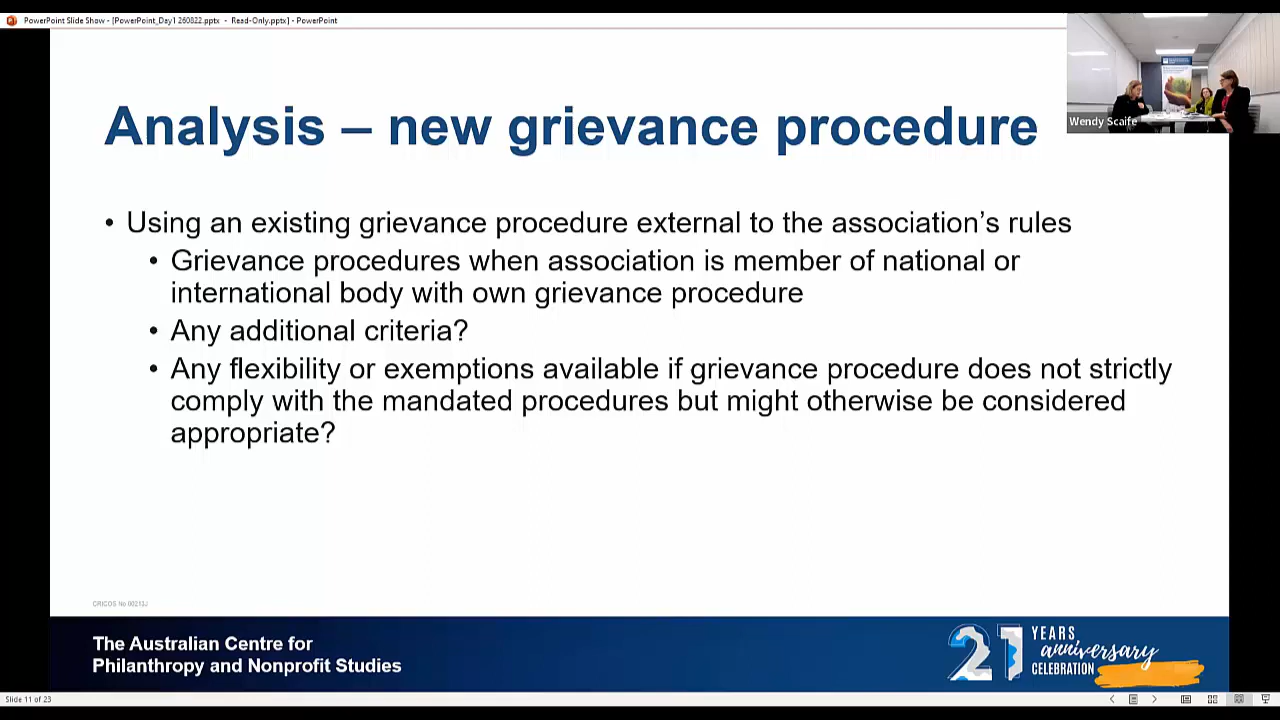 PowerPoint Slide Show - [PowerPoint_Day1 260822.pptx - Read-Only.pptx] - PowerPoint
Wendy Scaife
Analysis – new grievance procedure
• Using an existing grievance procedure external to the association's rules
• Grievance procedures when association is member of national or
international body with own grievance procedure
• Any additional criteria?
• Any flexibility or exemptions available if grievance procedure does not strictly
comply with the mandated procedures but might otherwise be considered
appropriate?
CRICOS No 00213J
The Australian Centre for
Philanthropy and Nonprofit Studies
21 YEARS
anniversary
CELEBRATION
Slide 11 of 23